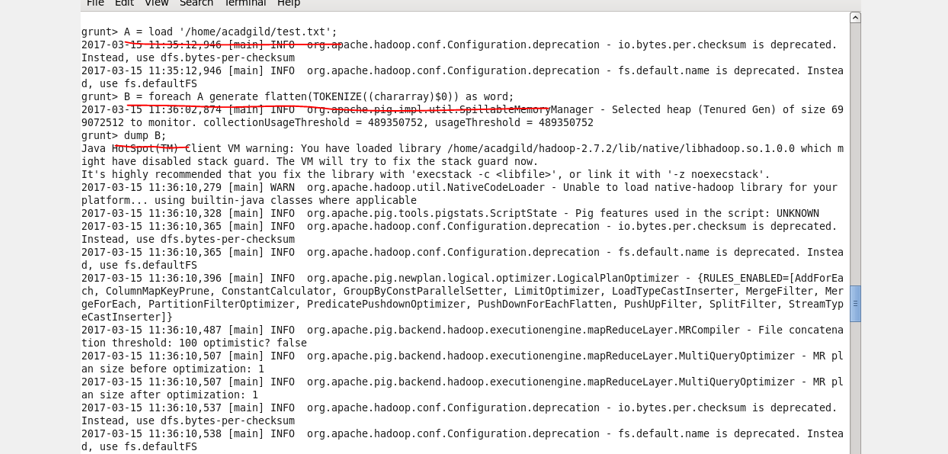 File Edit View Search Terminal Help
grunt> A = load '/home/acadgild/test.txt';
2017-03-15 11:35:12,946 [main] INFO  org.apache.hadoop.conf.Configuration.deprecation - io.bytes.per.checksum is deprecated.
Instead, use dfs.bytes-per-checksum
2017-03-15 11:35:12,946 [main] INFO  org.apache.hadoop.conf.Configuration.deprecation - fs.default.name is deprecated. Instea
d, use fs.defaultFS
grunt> B = foreach A generate flatten(TOKENIZE((chararray)$0)) as word;
2017-03-15 11:36:02,874 [main] INFO  org.apache.pig.impl.util.SpillableMemoryManager - Selected heap (Tenured Gen) of size 69
9072512 to monitor. collectionUsageThreshold = 489350752, usageThreshold = 489350752
grunt> dump B;
Java HotSpot(TM) Client VM warning: You have loaded library /home/acadgild/hadoop-2.7.2/lib/native/libhadoop.so.1.0.0 which m
ight have disabled stack guard. The VM will try to fix the stack guard now.
It's highly recommended that you fix the library with 'execstack -c <libfile>', or link it with '-z noexecstack'.
2017-03-15 11:36:10,279 [main] WARN  org.apache.hadoop.util.NativeCodeLoader - Unable to load native-hadoop library for your
platform... using builtin-java classes where applicable
2017-03-15 11:36:10,328 [main] INFO  org.apache.pig.tools.pigstats.ScriptState - Pig features used in the script: UNKNOWN
2017-03-15 11:36:10,365 [main] INFO  org.apache.hadoop.conf.Configuration.deprecation - io.bytes.per.checksum is deprecated.
Instead, use dfs.bytes-per-checksum
2017-03-15 11:36:10,365 [main] INFO  org.apache.hadoop.conf.Configuration.deprecation - fs.default.name is deprecated. Instea
d, use fs.defaultFS
2017-03-15 11:36:10,396 [main] INFO  org.apache.pig.newplan.logical.optimizer.LogicalPlanOptimizer - {RULES_ENABLED=[AddForEa
ch, ColumnMapKeyPrune, ConstantCalculator, GroupByConstParallelSetter, LimitOptimizer, LoadTypeCastInserter, MergeFilter, Mer
geForEach, PartitionFilterOptimizer, PredicatePushdownOptimizer, PushDownForEachFlatten, PushUpFilter, SplitFilter, StreamTyp
eCastInserter]}
2017-03-15 11:36:10,487 [main] INFO  org.apache.pig.backend.hadoop.executionengine.mapReduceLayer.MRCompiler - File concatena
tion threshold: 100 optimistic? false
2017-03-15 11:36:10,507 [main] INFO  org.apache.pig.backend.hadoop.executionengine.mapReduceLayer.MultiQueryOptimizer - MR pl
an size before optimization: 1
2017-03-15 11:36:10,507 [main] INFO  org.apache.pig.backend.hadoop.executionengine.mapReduceLayer.MultiQueryOptimizer - MR pl
an size after optimization: 1
2017-03-15 11:36:10,537 [main] INFO  org.apache.hadoop.conf.Configuration.deprecation - io.bytes.per.checksum is deprecated.
Instead, use dfs.bytes-per-checksum
2017-03-15 11:36:10,538 [main] INFO  org.apache.hadoop.conf.Configuration.deprecation - fs.default.name is deprecated. Instea
d, use fs.defaultFS